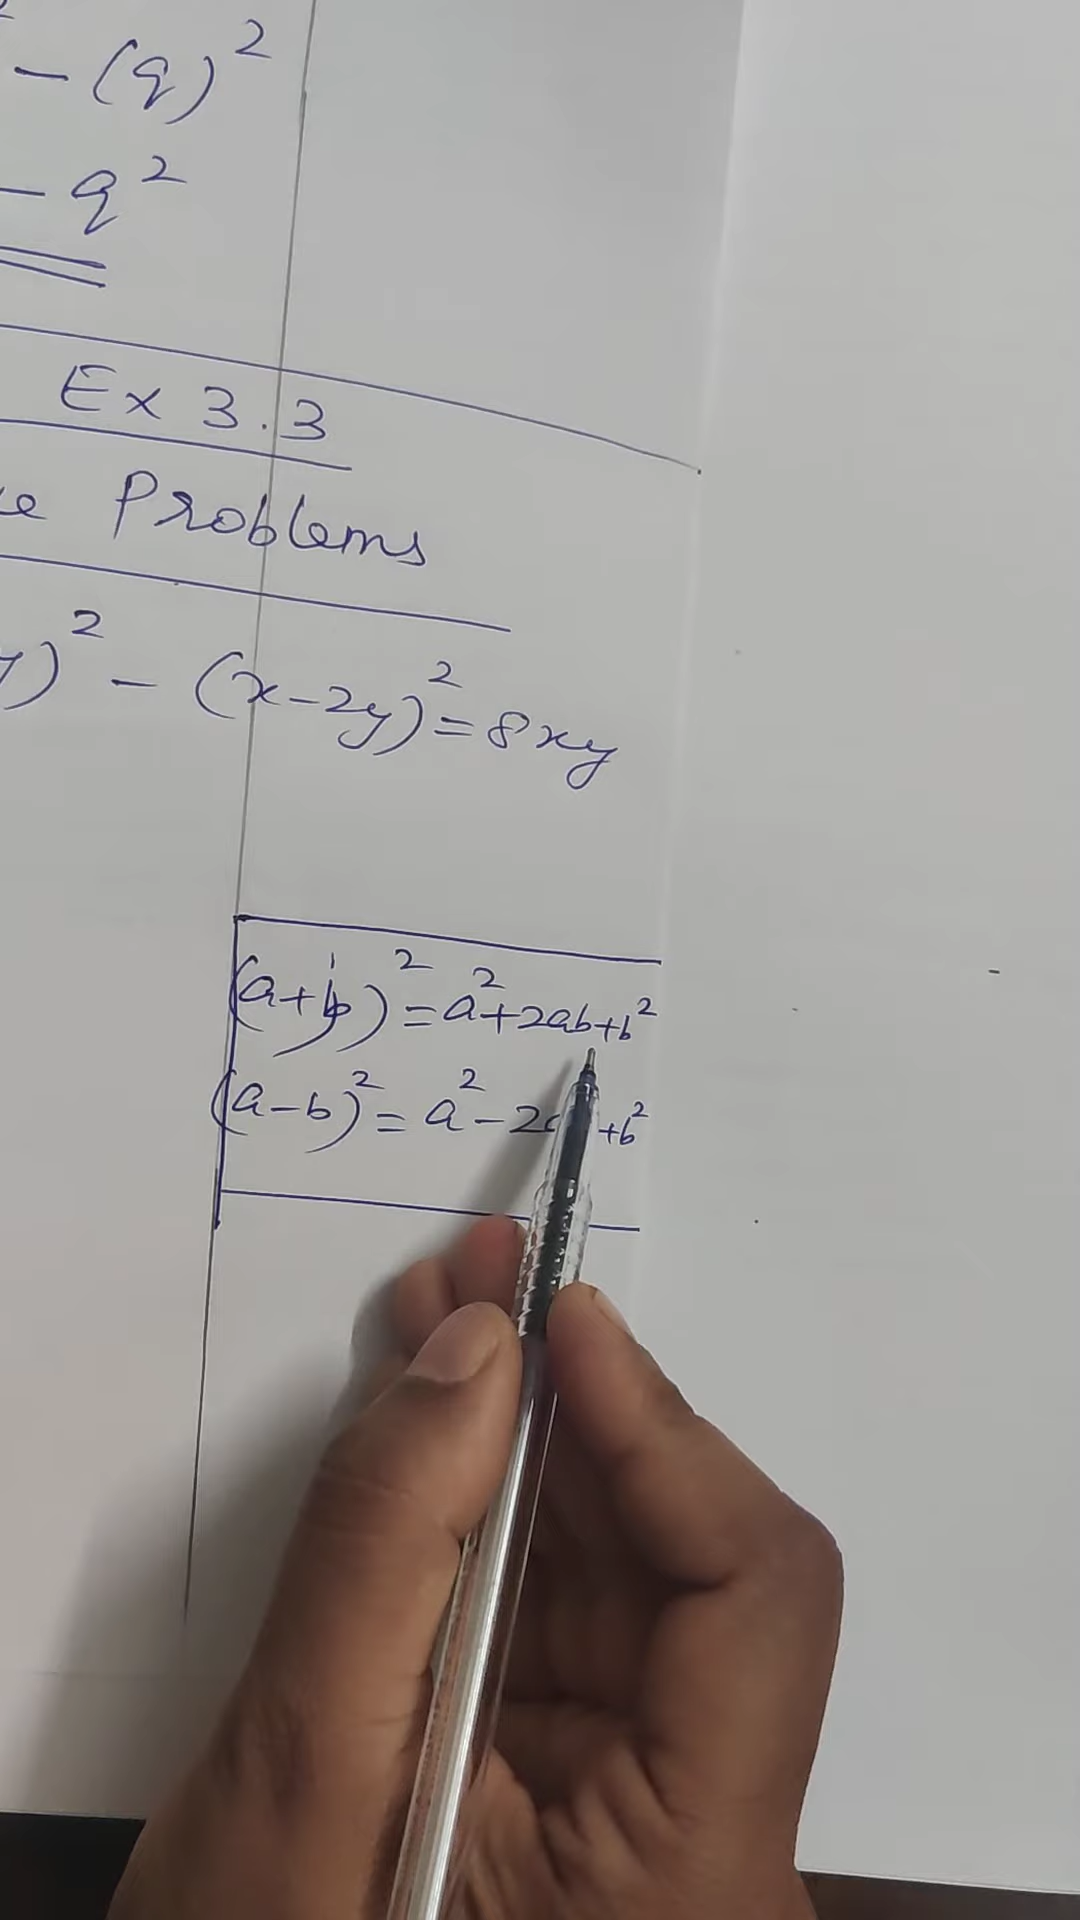 - (q)²
- q²
Ex 3.3
Problems
)² - (x-2y)² = 8xy
(a+b)² = a²+2ab+b²
(a-b)² = a²-2 +b²